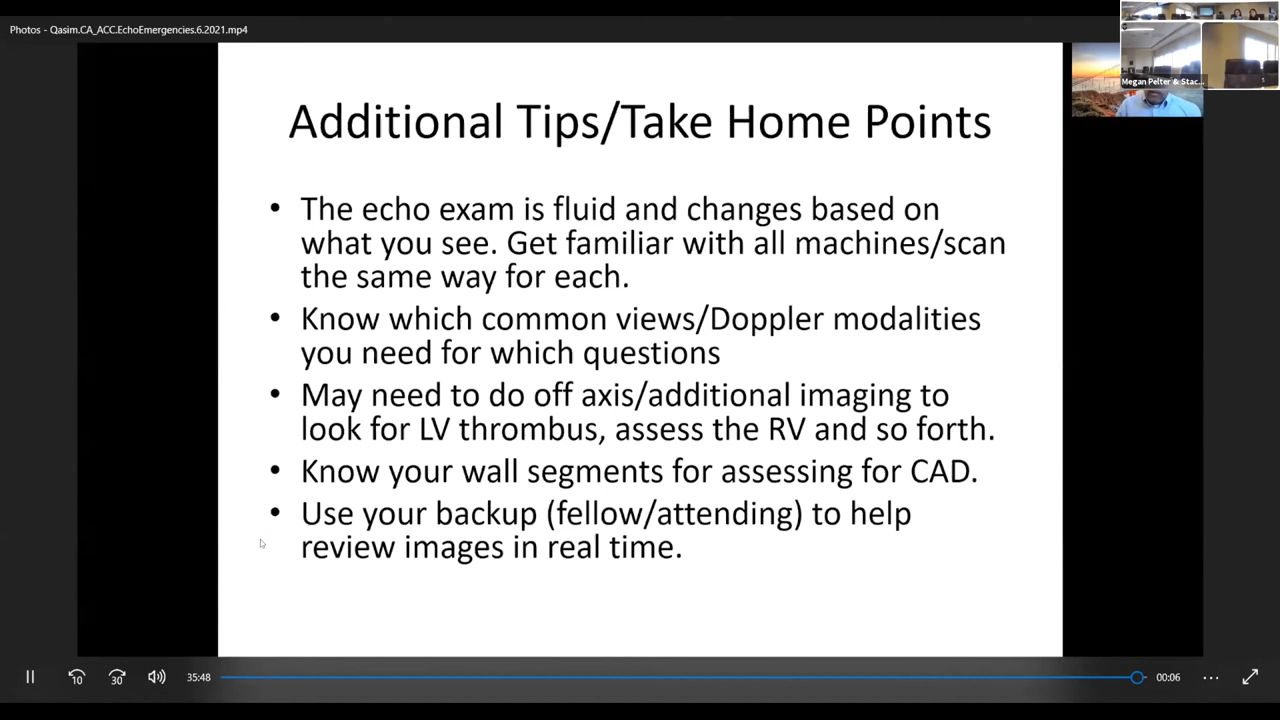 Photos - Qasim.CA_ACC.EchoEmergencies.6.2021.mp4
Megan Pelter & Stac...
Additional Tips/Take Home Points
• The echo exam is fluid and changes based on
what you see. Get familiar with all machines/scan
the same way for each.
• Know which common views/Doppler modalities
you need for which questions
• May need to do off axis/additional imaging to
look for LV thrombus, assess the RV and so forth.
• Know your wall segments for assessing for CAD.
• Use your backup (fellow/attending) to help
review images in real time.
10
30
35:48
00:06